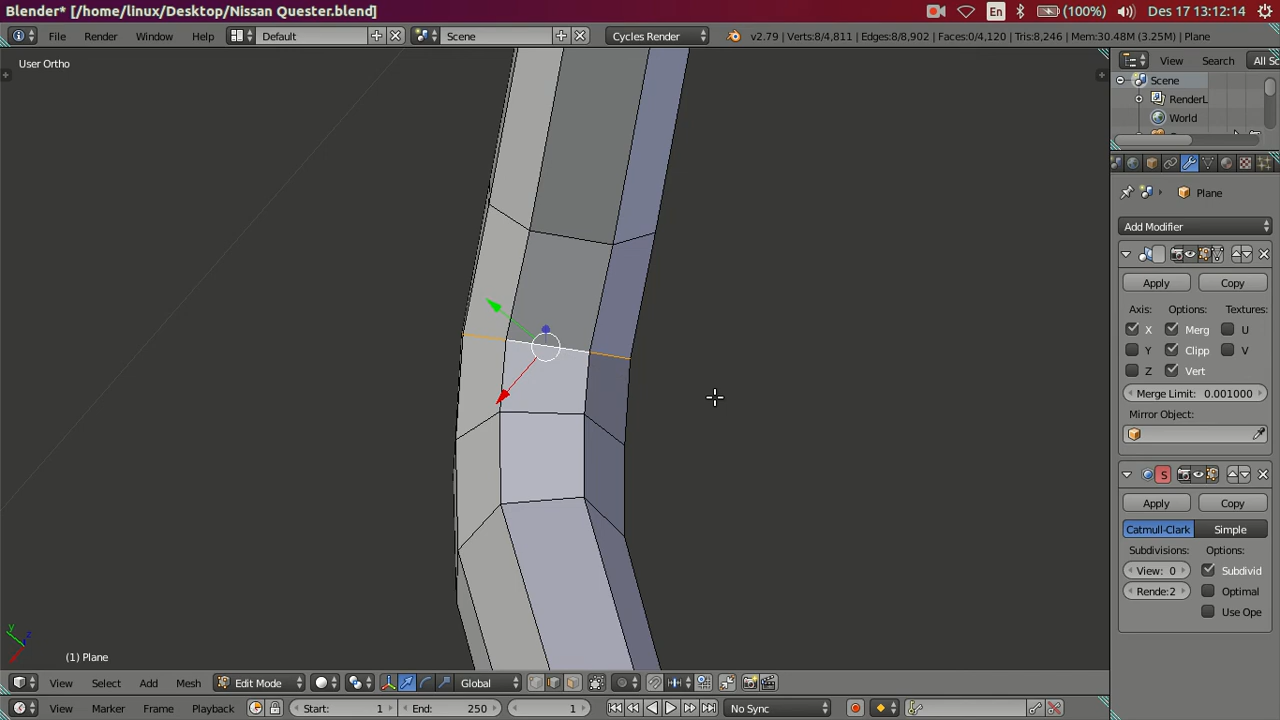 Blender* [/home/linux/Desktop/Nissan Quester.blend]
En
(100%)
Des 17 13:12:14
File Render Window Help
Default
Scene
Cycles Render
v2.79 | Verts:8/4,811 | Edges:8/8,902 | Faces:0/4,120 | Tris:8,246 | Mem:30.48M (3.25M) | Plane
User Ortho
View Search All Sc
Scene
RenderL
World
Plane
Add Modifier
Apply Copy
Axis: Options: Textures:
X Merg U
Y Clipp V
Z Vert
Merge Limit: 0.001000
Mirror Object:
S
Apply Copy
Catmull-Clark Simple
Subdivisions: Options:
View: 0 Subdivid
Rende:2 Optimal
Use Ope
y z x
(1) Plane
View Select Add Mesh Edit Mode Global
View Marker Frame Playback Start: 1 End: 250 1 No Sync